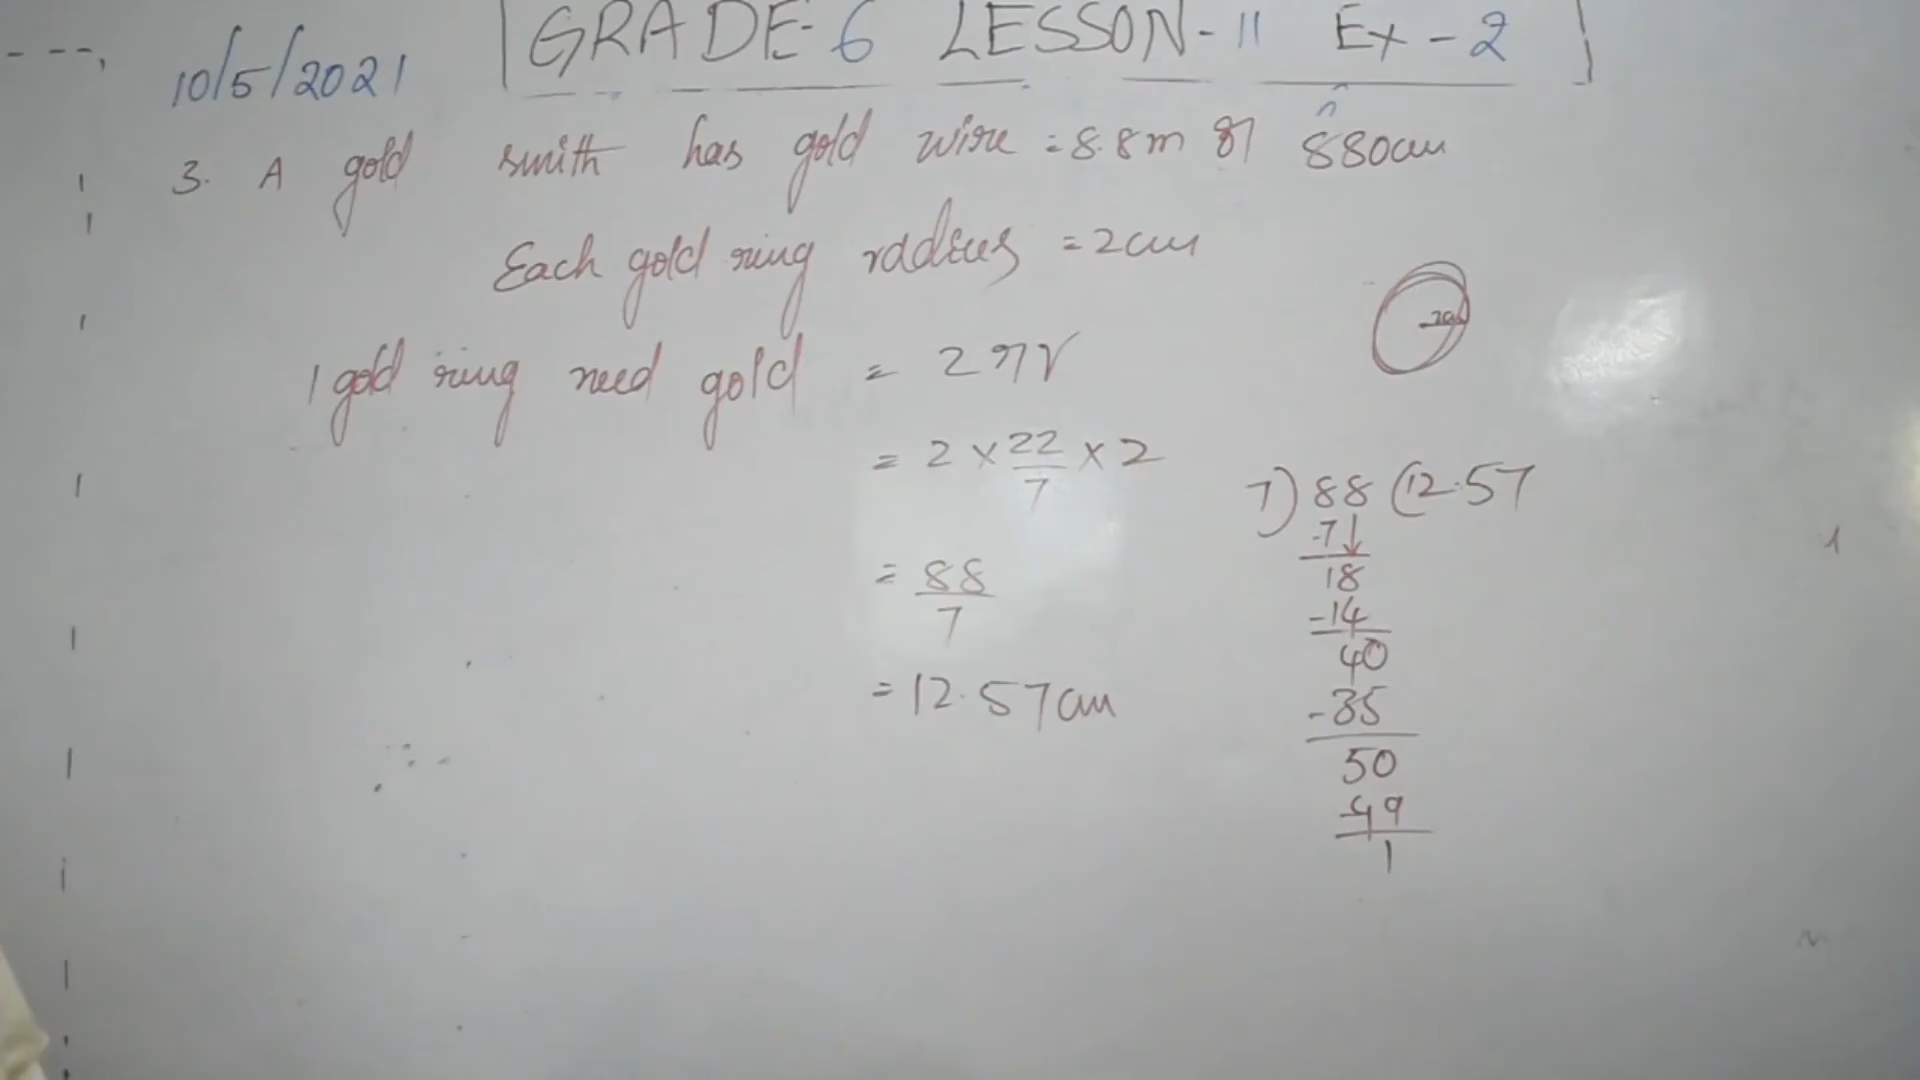 GRADE-6 LESSON-11 Ex-2
10/5/2021
3. A gold smith has gold wire = 8.8m or 880cm
Each gold ring raddius = 2cm
1 gold ring need gold = 2πr
= 2 × 22/7 × 2
= 88/7
= 12.57cm
2cm
7) 88 (12.57
-7↓
18
-14
40
-35
50
-49
1